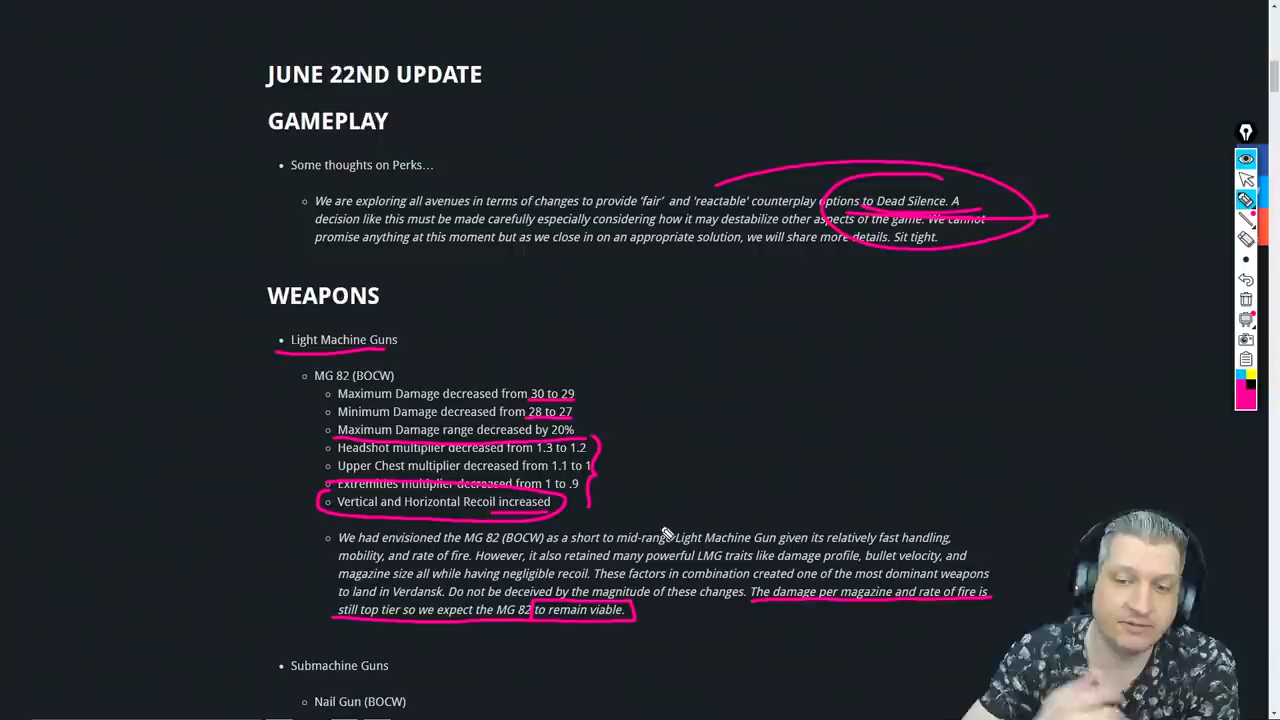 JUNE 22ND UPDATE
GAMEPLAY
Some thoughts on Perks…
We are exploring all avenues in terms of changes to provide 'fair' and 'reactable' counterplay options to Dead Silence. A
decision like this must be made carefully especially considering how it may destabilize other aspects of the game. We cannot
promise anything at this moment but as we close in on an appropriate solution, we will share more details. Sit tight.
WEAPONS
Light Machine Guns
MG 82 (BOCW)
Maximum Damage decreased from 30 to 29
Minimum Damage decreased from 28 to 27
Maximum Damage range decreased by 20%
Headshot multiplier decreased from 1.3 to 1.2
Upper Chest multiplier decreased from 1.1 to 1
Extremities multiplier decreased from 1 to .9
Vertical and Horizontal Recoil increased
We had envisioned the MG 82 (BOCW) as a short to mid-range Light Machine Gun given its relatively fast handling,
mobility, and rate of fire. However, it also retained many powerful LMG traits like damage profile, bullet velocity, and
magazine size all while having negligible recoil. These factors in combination created one of the most dominant weapons
to land in Verdansk. Do not be deceived by the magnitude of these changes. The damage per magazine and rate of fire is
still top tier so we expect the MG 82 to remain viable.
Submachine Guns
Nail Gun (BOCW)